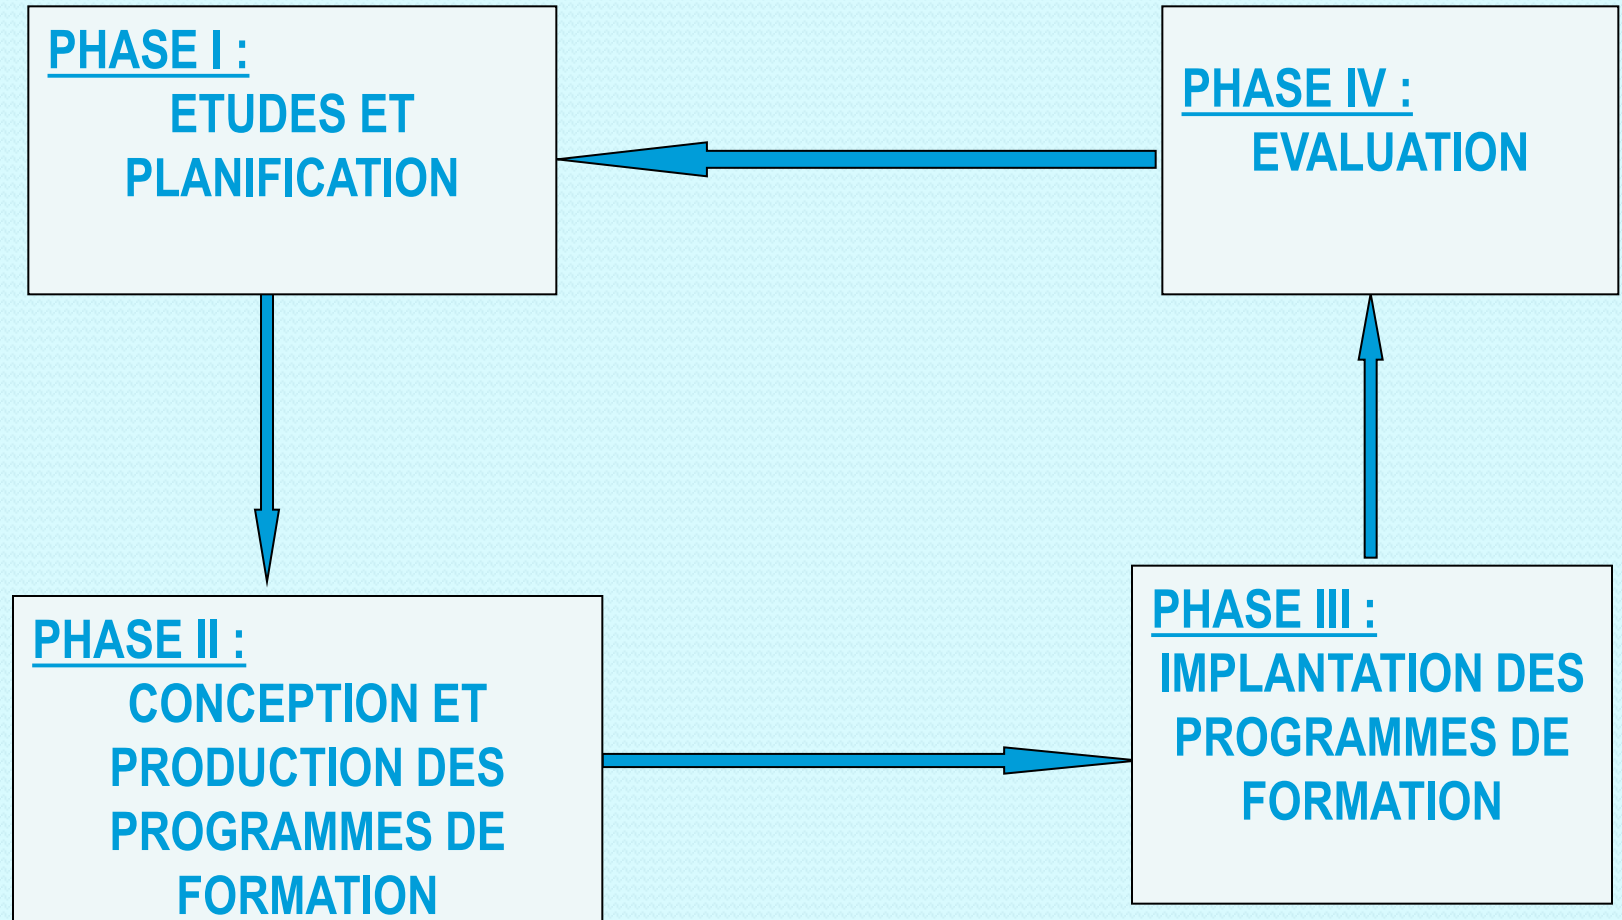 PHASE I :
ETUDES ET
PLANIFICATION
PHASE II :
CONCEPTION ET
PRODUCTION DES
PROGRAMMES DE
FORMATION
PHASE III :
IMPLANTATION DES
PROGRAMMES DE
FORMATION
PHASE IV :
EVALUATION